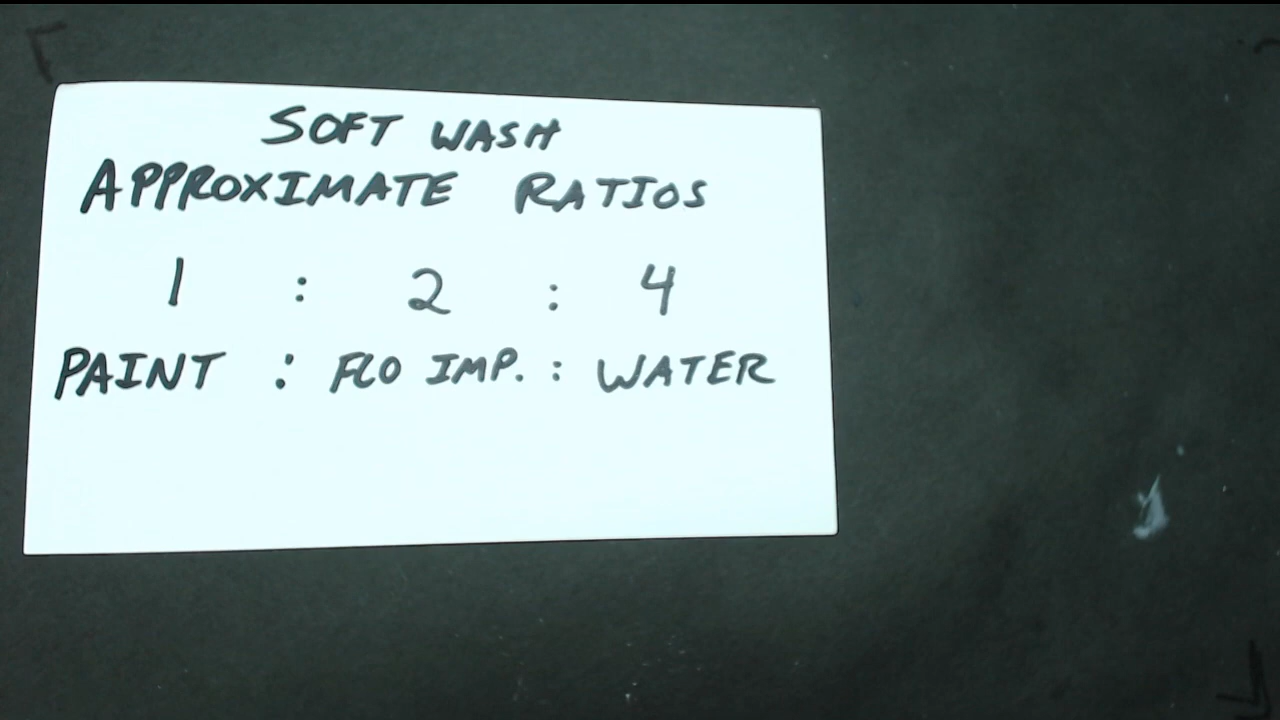 SOFT WASH
APPROXIMATE RATIOS
1 : 2 : 4
PAINT : FLO IMP. : WATER